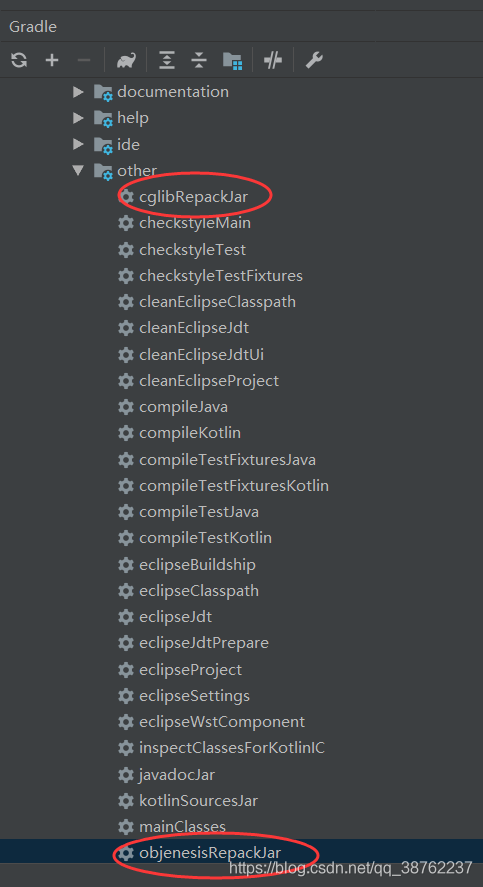 Gradle
documentation
help
ide
other
cglibRepackJar
checkstyleMain
checkstyleTest
checkstyleTestFixtures
cleanEclipseClasspath
cleanEclipseJdt
cleanEclipseJdtUi
cleanEclipseProject
compileJava
compileKotlin
compileTestFixturesJava
compileTestFixturesKotlin
compileTestJava
compileTestKotlin
eclipseBuildship
eclipseClasspath
eclipseJdt
eclipseJdtPrepare
eclipseProject
eclipseSettings
eclipseWstComponent
inspectClassesForKotlinIC
javadocJar
kotlinSourcesJar
mainClasses
objenesisRepackJar
https://blog.csdn.net/qq_38762237